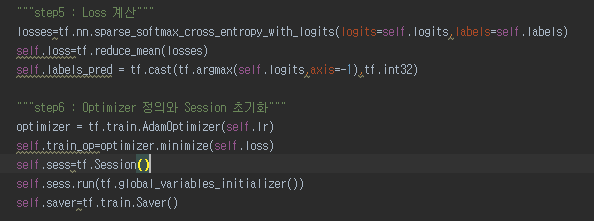 """step5 : Loss 계산"""
losses=tf.nn.sparse_softmax_cross_entropy_with_logits(logits=self.logits,labels=self.labels)
self.loss=tf.reduce_mean(losses)
self.labels_pred = tf.cast(tf.argmax(self.logits,axis=-1),tf.int32)
"""step6 : Optimizer 정의와 Session 초기화"""
optimizer = tf.train.AdamOptimizer(self.lr)
self.train_op=optimizer.minimize(self.loss)
self.sess=tf.Session()
self.sess.run(tf.global_variables_initializer())
self.saver=tf.train.Saver()